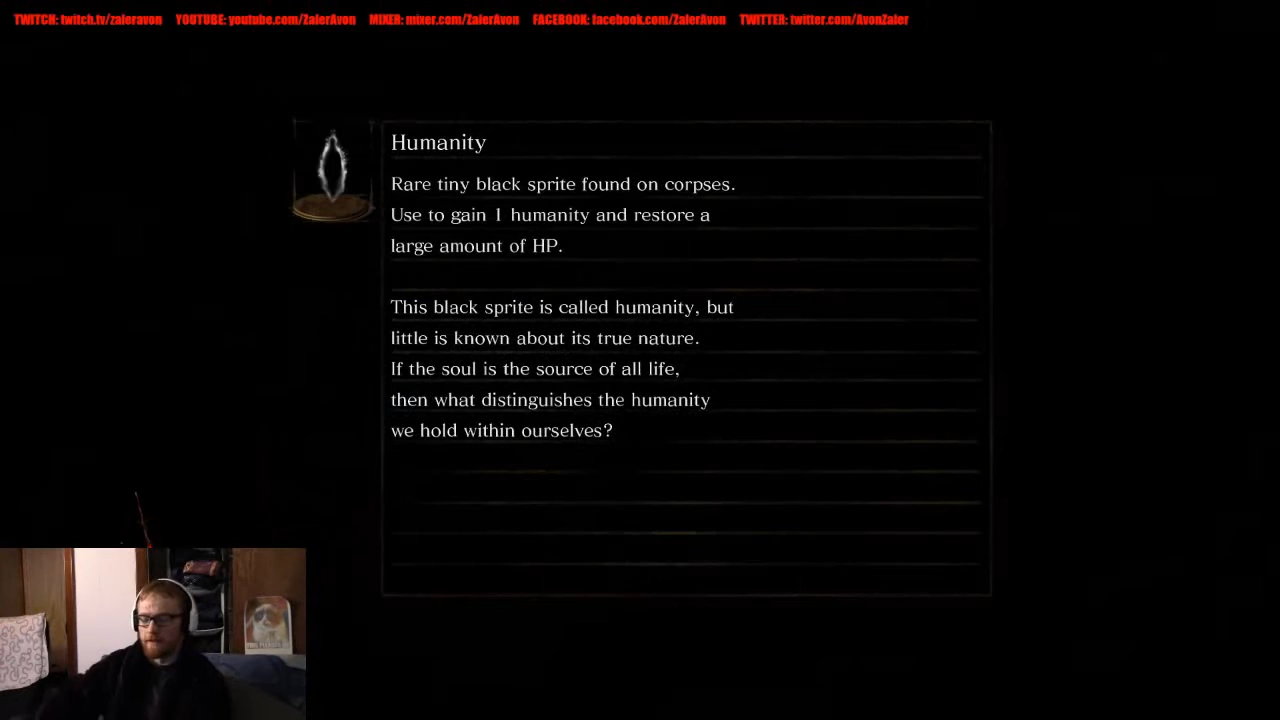 TWITCH: twitch.tv/zaleravon YOUTUBE: youtube.com/ZalerAvon MIXER: mixer.com/ZalerAvon FACEBOOK: facebook.com/ZalerAvon TWITTER: twitter.com/AvonZaler
Humanity
Rare tiny black sprite found on corpses.
Use to gain 1 humanity and restore a
large amount of HP.
This black sprite is called humanity, but
little is known about its true nature.
If the soul is the source of all life,
then what distinguishes the humanity
we hold within ourselves?